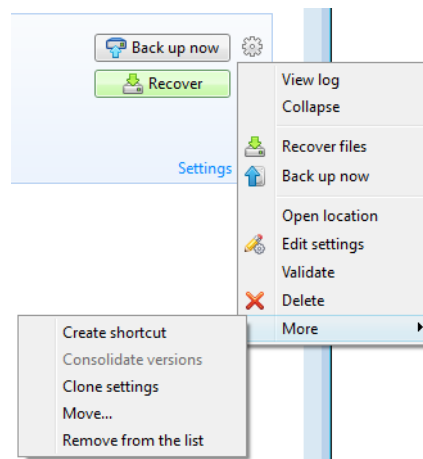 Back up now
Recover
Settings
View log
Collapse
Recover files
Back up now
Open location
Edit settings
Validate
Delete
More
Create shortcut
Consolidate versions
Clone settings
Move...
Remove from the list